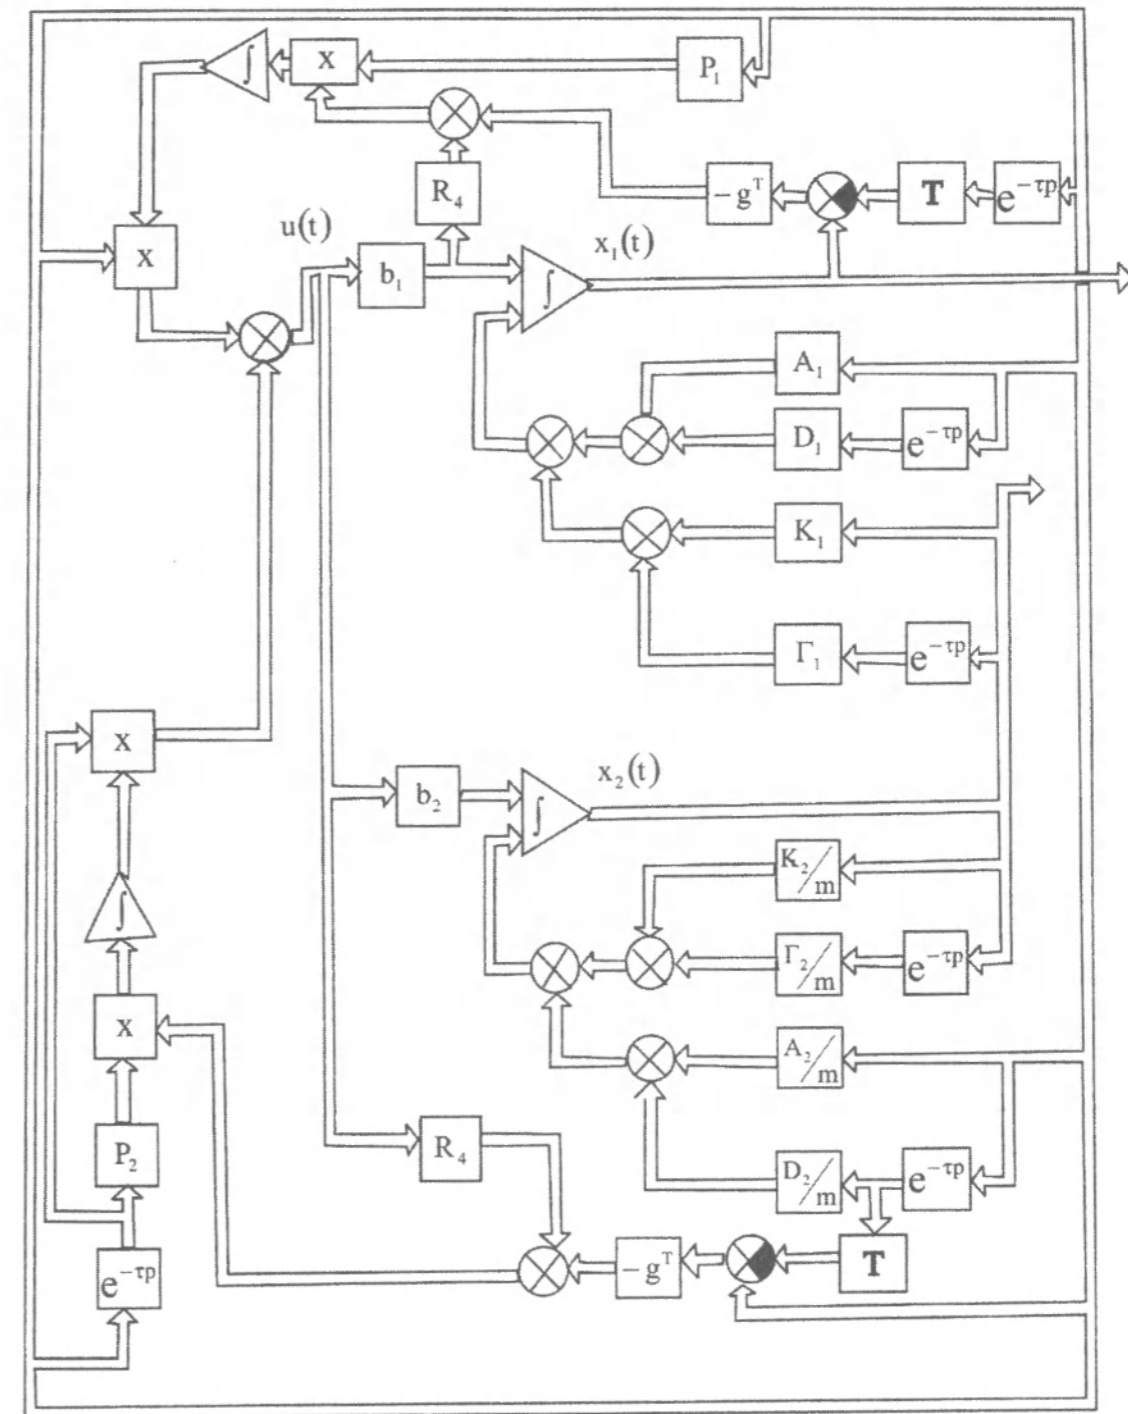 ∫
x
P₁
R₄
−gᵀ
T
e^−τp
x
u(t)
b₁
∫
x₁(t)
A₁
D₁
e^−τp
K₁
Γ₁
e^−τp
x
b₂
∫
x₂(t)
K₂/m
∫
Γ₂/m
e^−τp
x
A₂/m
P₂
R₄
D₂/m
e^−τp
e^−τp
−gᵀ
T